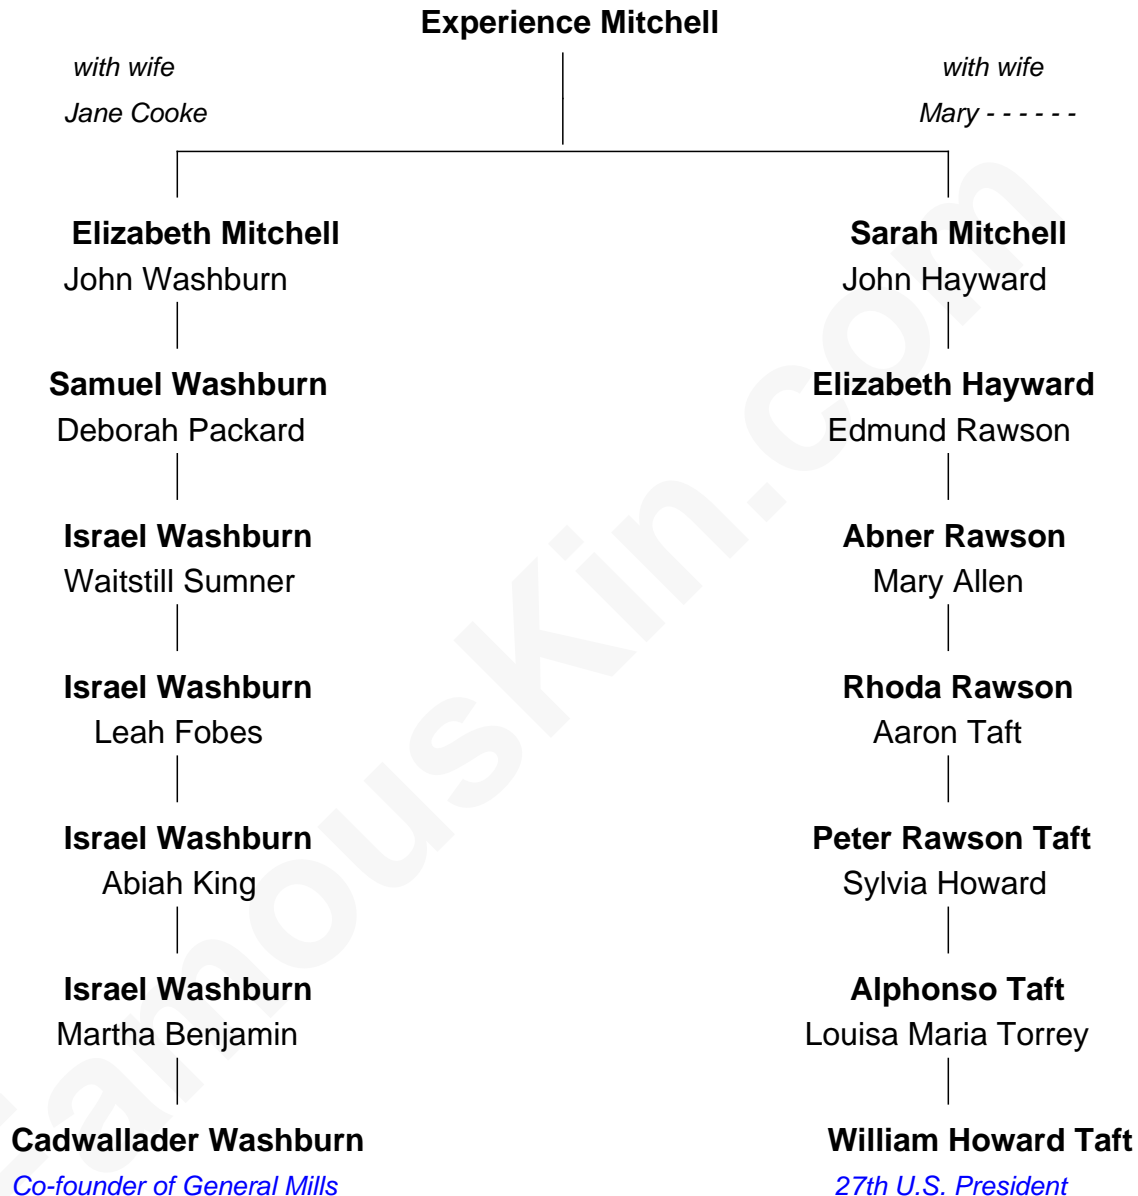 Experience Mitchell
with wife
with wife
Jane Cooke
Mary - - - - - -
Elizabeth Mitchell
Sarah Mitchell
John Washburn
John Hayward
Samuel Washburn
Elizabeth Hayward
Deborah Packard
Edmund Rawson
Israel Washburn
Abner Rawson
Waitstill Sumner
Mary Allen
Israel Washburn
Rhoda Rawson
Leah Fobes
Aaron Taft
Israel Washburn
Peter Rawson Taft
Abiah King
Sylvia Howard
Israel Washburn
Alphonso Taft
Martha Benjamin
Louisa Maria Torrey
Cadwallader Washburn
William Howard Taft
Co-founder of General Mills
27th U.S. President
FamousKin.com